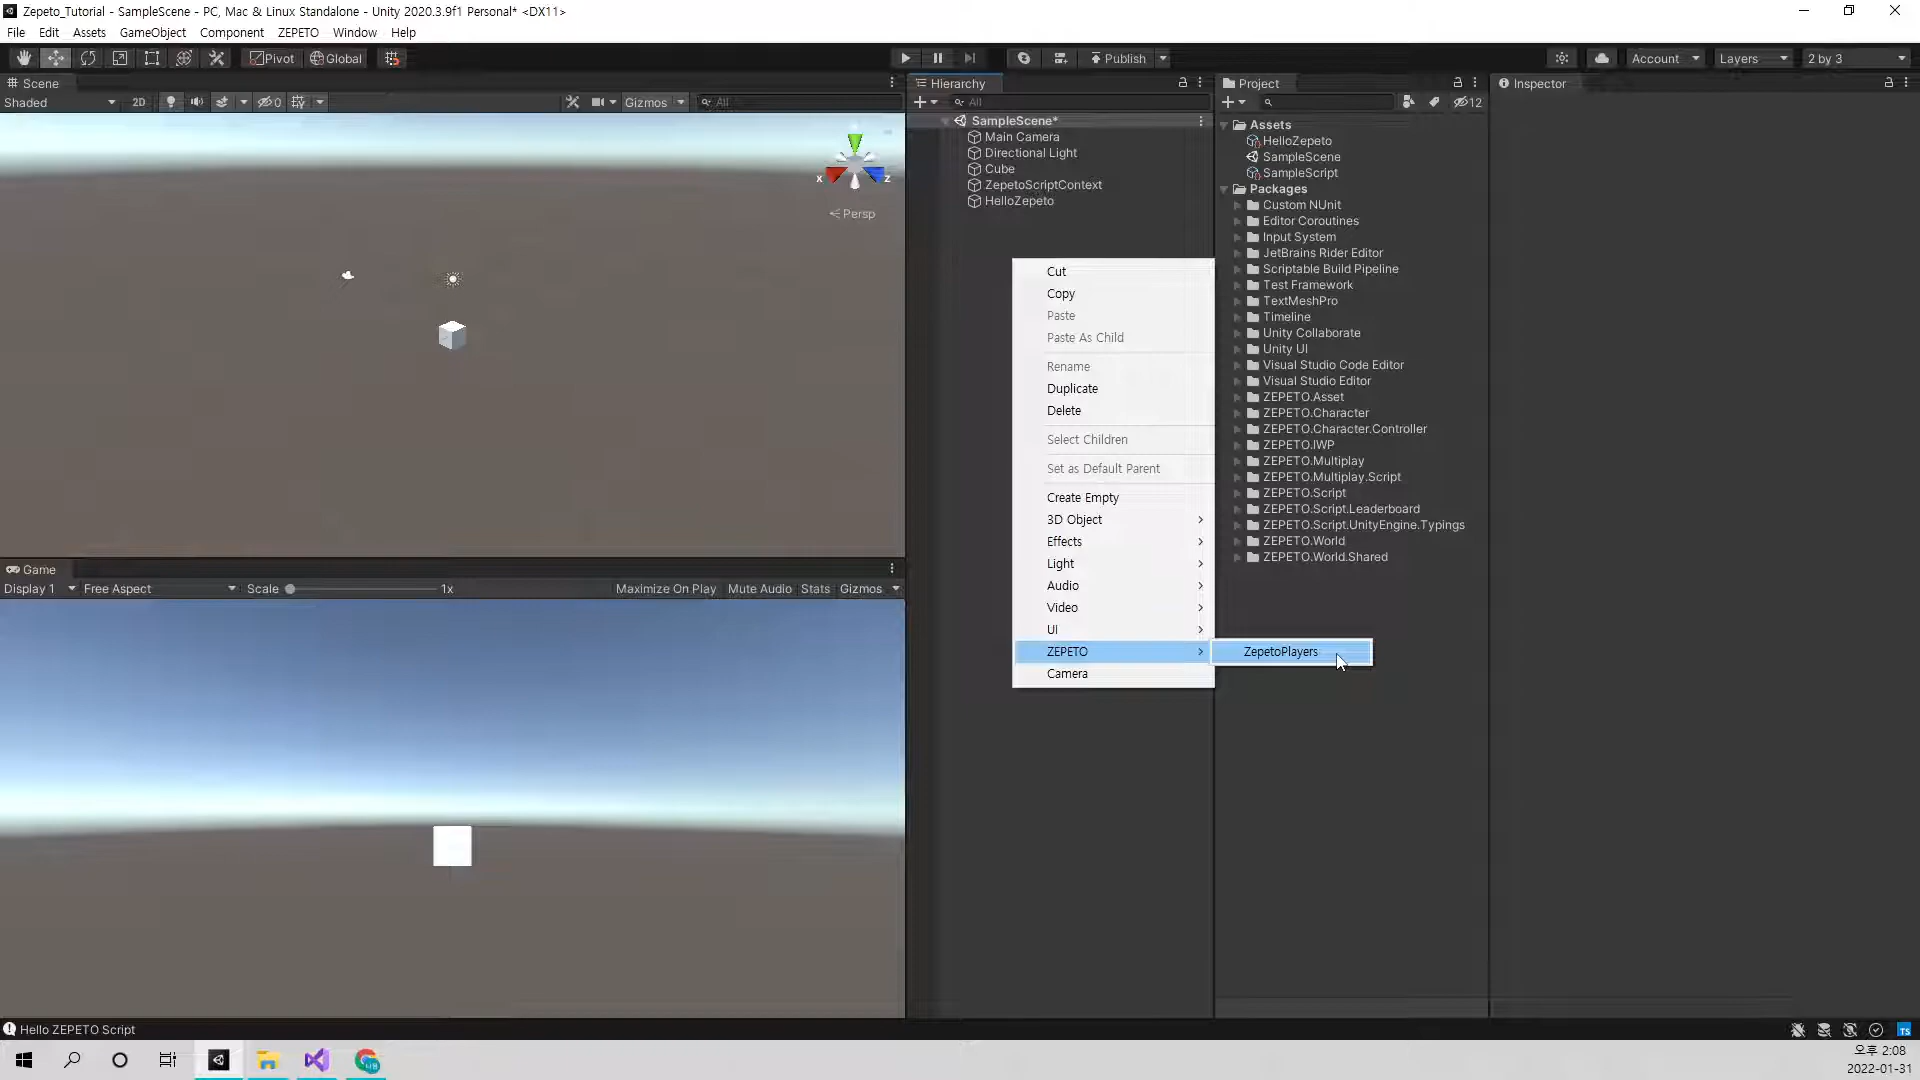 Zepeto_Tutorial - SampleScene - PC, Mac & Linux Standalone - Unity 2020.3.9f1 Personal* <DX11>
File Edit Assets GameObject Component ZEPETO Window Help
Pivot Global Publish Account Layers 2 by 3
Scene
Shaded 2D 0 Gizmos All
x z
Persp
Game
Display 1 Free Aspect Scale 1x Maximize On Play Mute Audio Stats Gizmos
Hierarchy
All
SampleScene*
Main Camera
Directional Light
Cube
ZepetoScriptContext
HelloZepeto
Cut
Copy
Paste
Paste As Child
Rename
Duplicate
Delete
Select Children
Set as Default Parent
Create Empty
3D Object
Effects
Light
Audio
Video
UI
ZEPETO
Camera
ZepetoPlayers
Project
12
Assets
HelloZepeto
SampleScene
SampleScript
Packages
Custom NUnit
Editor Coroutines
Input System
JetBrains Rider Editor
Scriptable Build Pipeline
Test Framework
TextMeshPro
Timeline
Unity Collaborate
Unity UI
Visual Studio Code Editor
Visual Studio Editor
ZEPETO.Asset
ZEPETO.Character
ZEPETO.Character.Controller
ZEPETO.IWP
ZEPETO.Multiplay
ZEPETO.Multiplay.Script
ZEPETO.Script
ZEPETO.Script.Leaderboard
ZEPETO.Script.UnityEngine.Typings
ZEPETO.World
ZEPETO.World.Shared
Inspector
Hello ZEPETO Script
TS
오후 2:08
2022-01-31